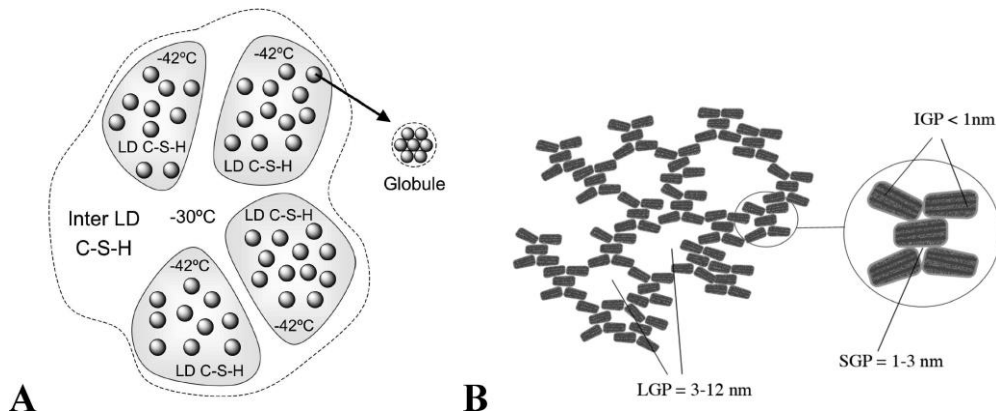 -42ºC
-42ºC
LD C-S-H
LD C-S-H
Globule
Inter LD
C-S-H
-30ºC
LD C-S-H
-42ºC
-42ºC
LD C-S-H
A
IGP < 1nm
SGP = 1-3 nm
LGP = 3-12 nm
B